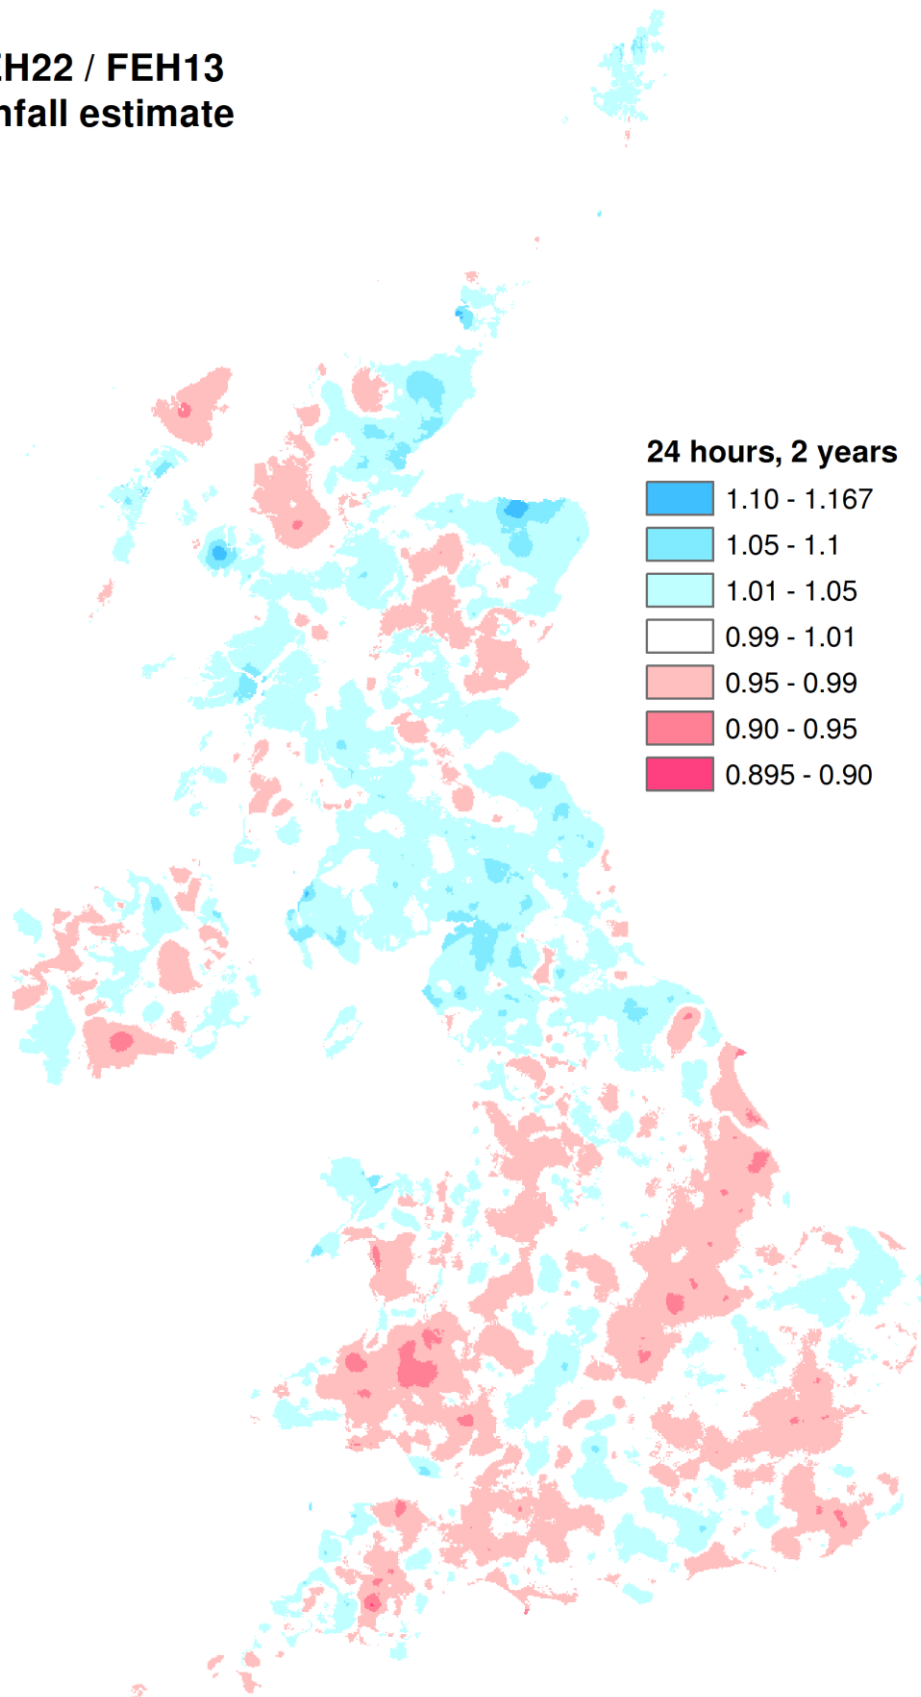 EH22 / FEH13
nfall estimate
24 hours, 2 years
1.10 - 1.167
1.05 - 1.1
1.01 - 1.05
0.99 - 1.01
0.95 - 0.99
0.90 - 0.95
0.895 - 0.90